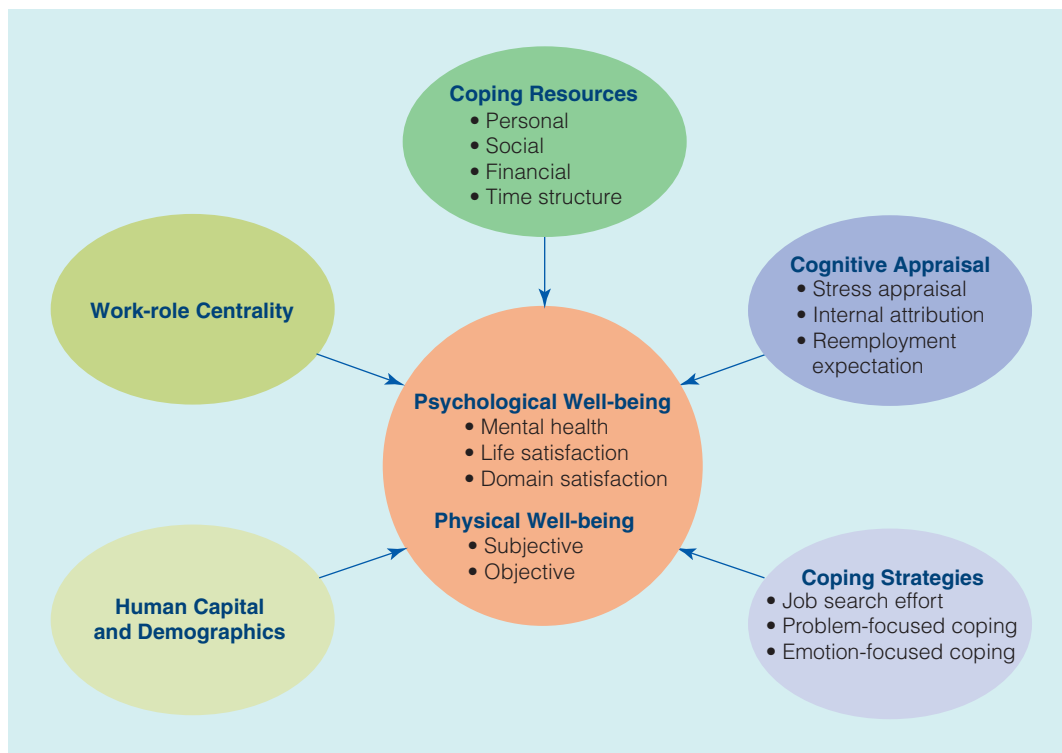 Coping Resources
• Personal
• Social
• Financial
• Time structure
Work-role Centrality
Cognitive Appraisal
• Stress appraisal
• Internal attribution
• Reemployment
expectation
Psychological Well-being
• Mental health
• Life satisfaction
• Domain satisfaction
Physical Well-being
• Subjective
• Objective
Human Capital
and Demographics
Coping Strategies
• Job search effort
• Problem-focused coping
• Emotion-focused coping